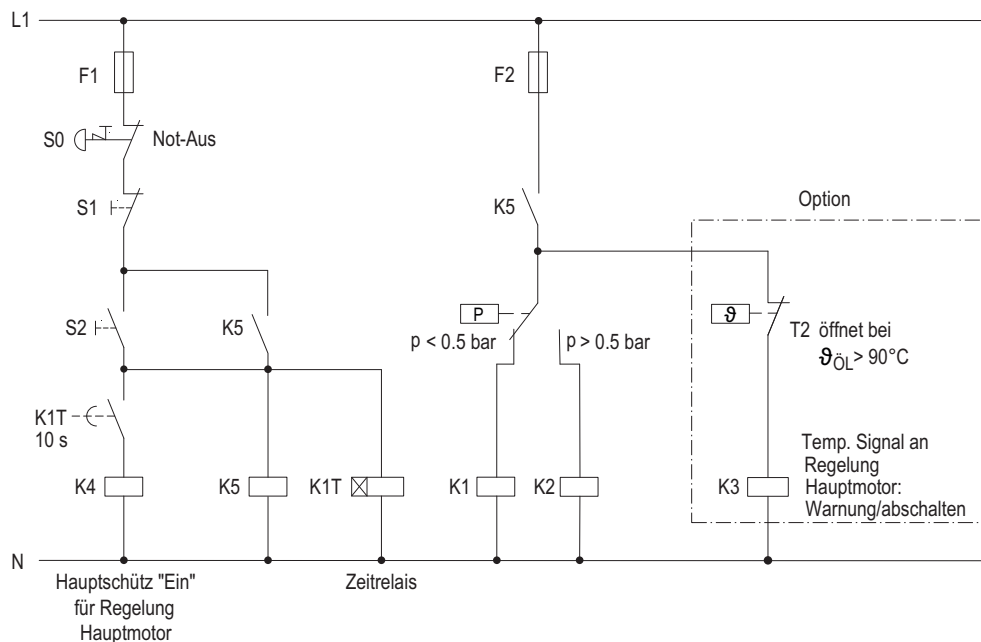 L1
F1
F2
S0
Not-Aus
S1
K5
Option
S2
K5
P
p < 0.5 bar
p > 0.5 bar
ϑ
T2 öffnet bei
ϑÖL > 90°C
K1T
10 s
Temp. Signal an
Regelung
Hauptmotor:
Warnung/abschalten
K4
K5
K1T
K1
K2
K3
N
Hauptschütz "Ein"
für Regelung
Hauptmotor
Zeitrelais